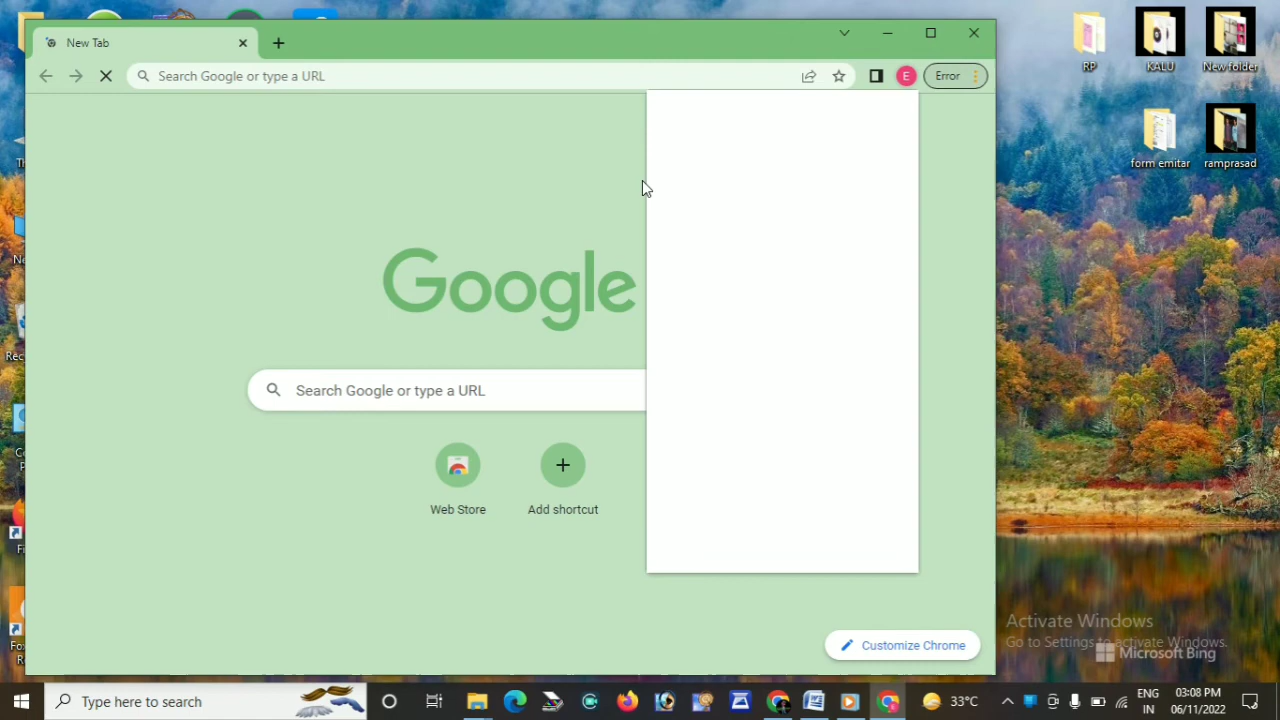 New Tab
Search Google or type a URL
E
Error
Google
Search Google or type a URL
Web Store
Add shortcut
Customize Chrome
RP
KALU
New folder
form emitar
ramprasad
Activate Windows
Go to Settings to activate Windows.
Microsoft Bing
Type here to search
33°C
ENG
IN
03:08 PM
06/11/2022